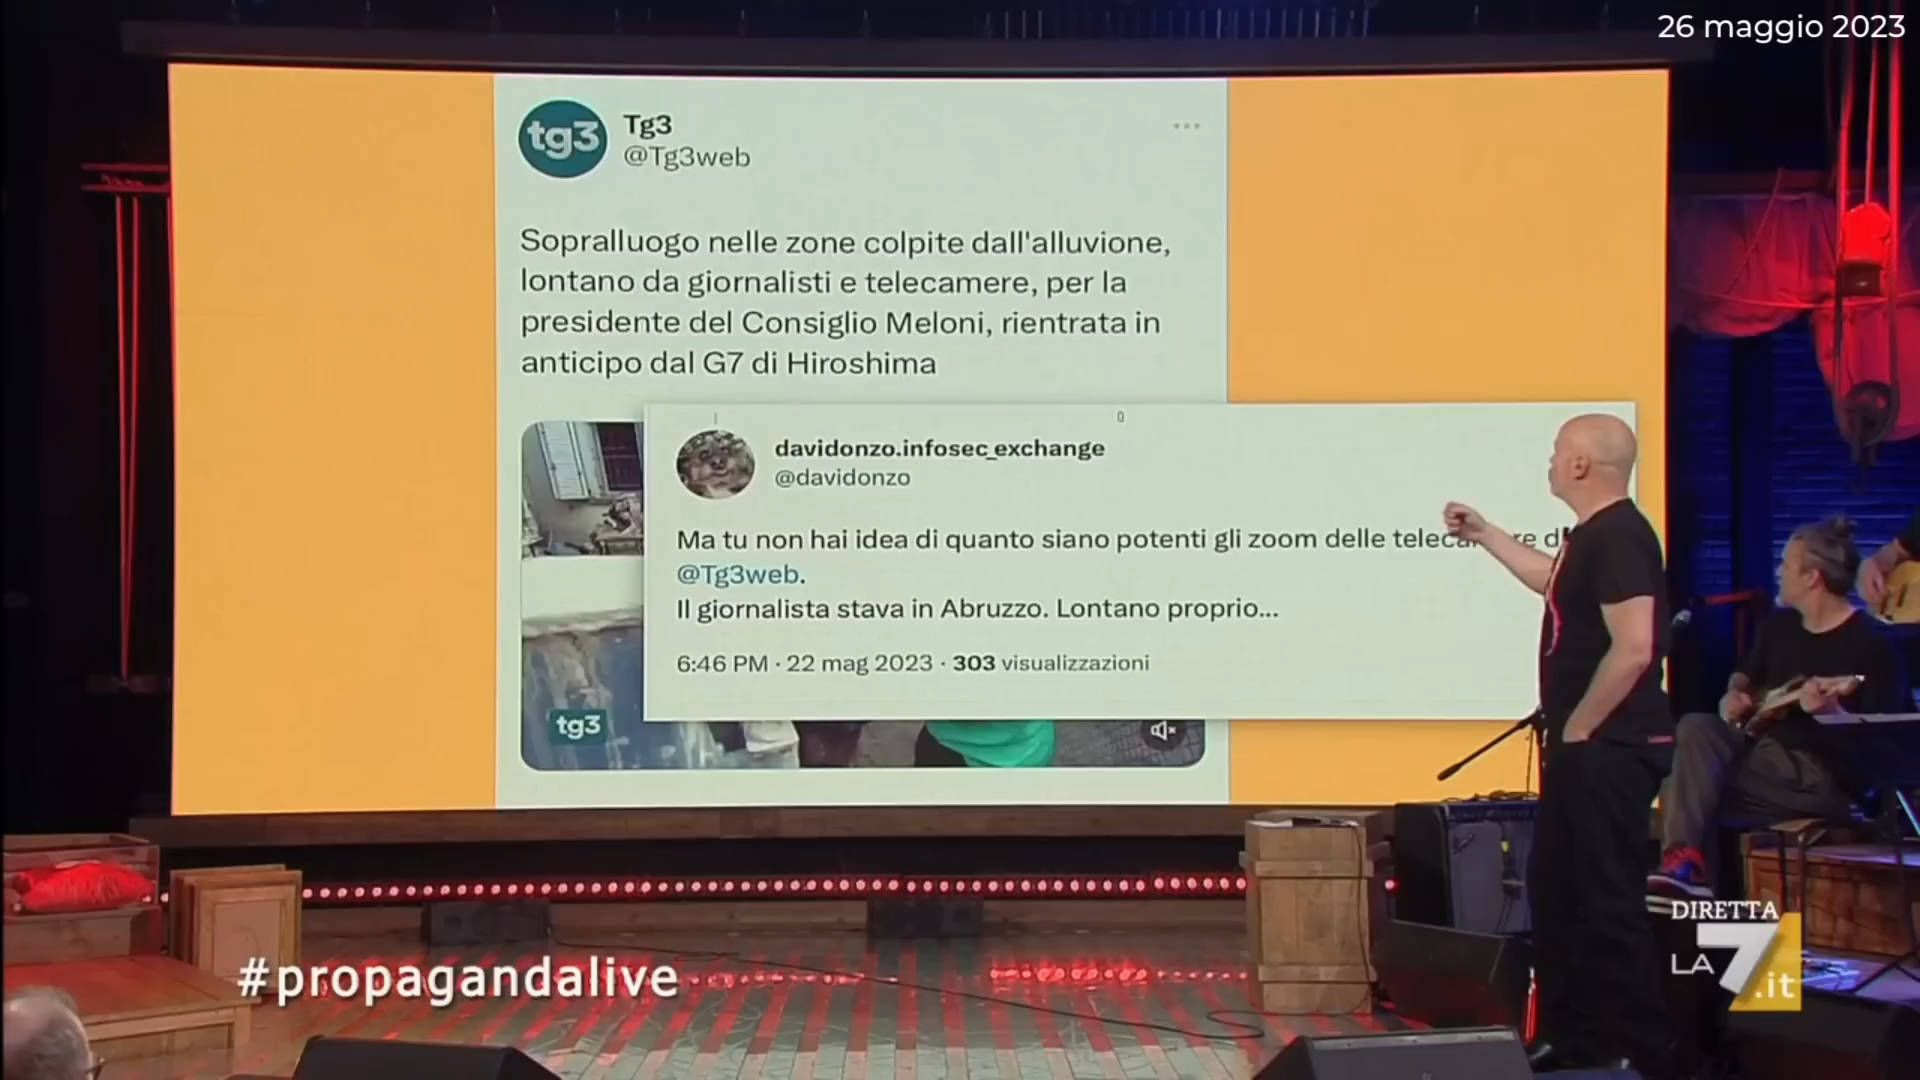 26 maggio 2023
tg3
Tg3
@Tg3web
Sopralluogo nelle zone colpite dall'alluvione,
lontano da giornalisti e telecamere, per la
presidente del Consiglio Meloni, rientrata in
anticipo dal G7 di Hiroshima
davidonzo.infosec_exchange
@davidonzo
Ma tu non hai idea di quanto siano potenti gli zoom delle
@Tg3web.
Il giornalista stava in Abruzzo. Lontano proprio...
6:46 PM · 22 mag 2023 · 303 visualizzazioni
tg3
#propagandalive
DIRETTA
LA7.it